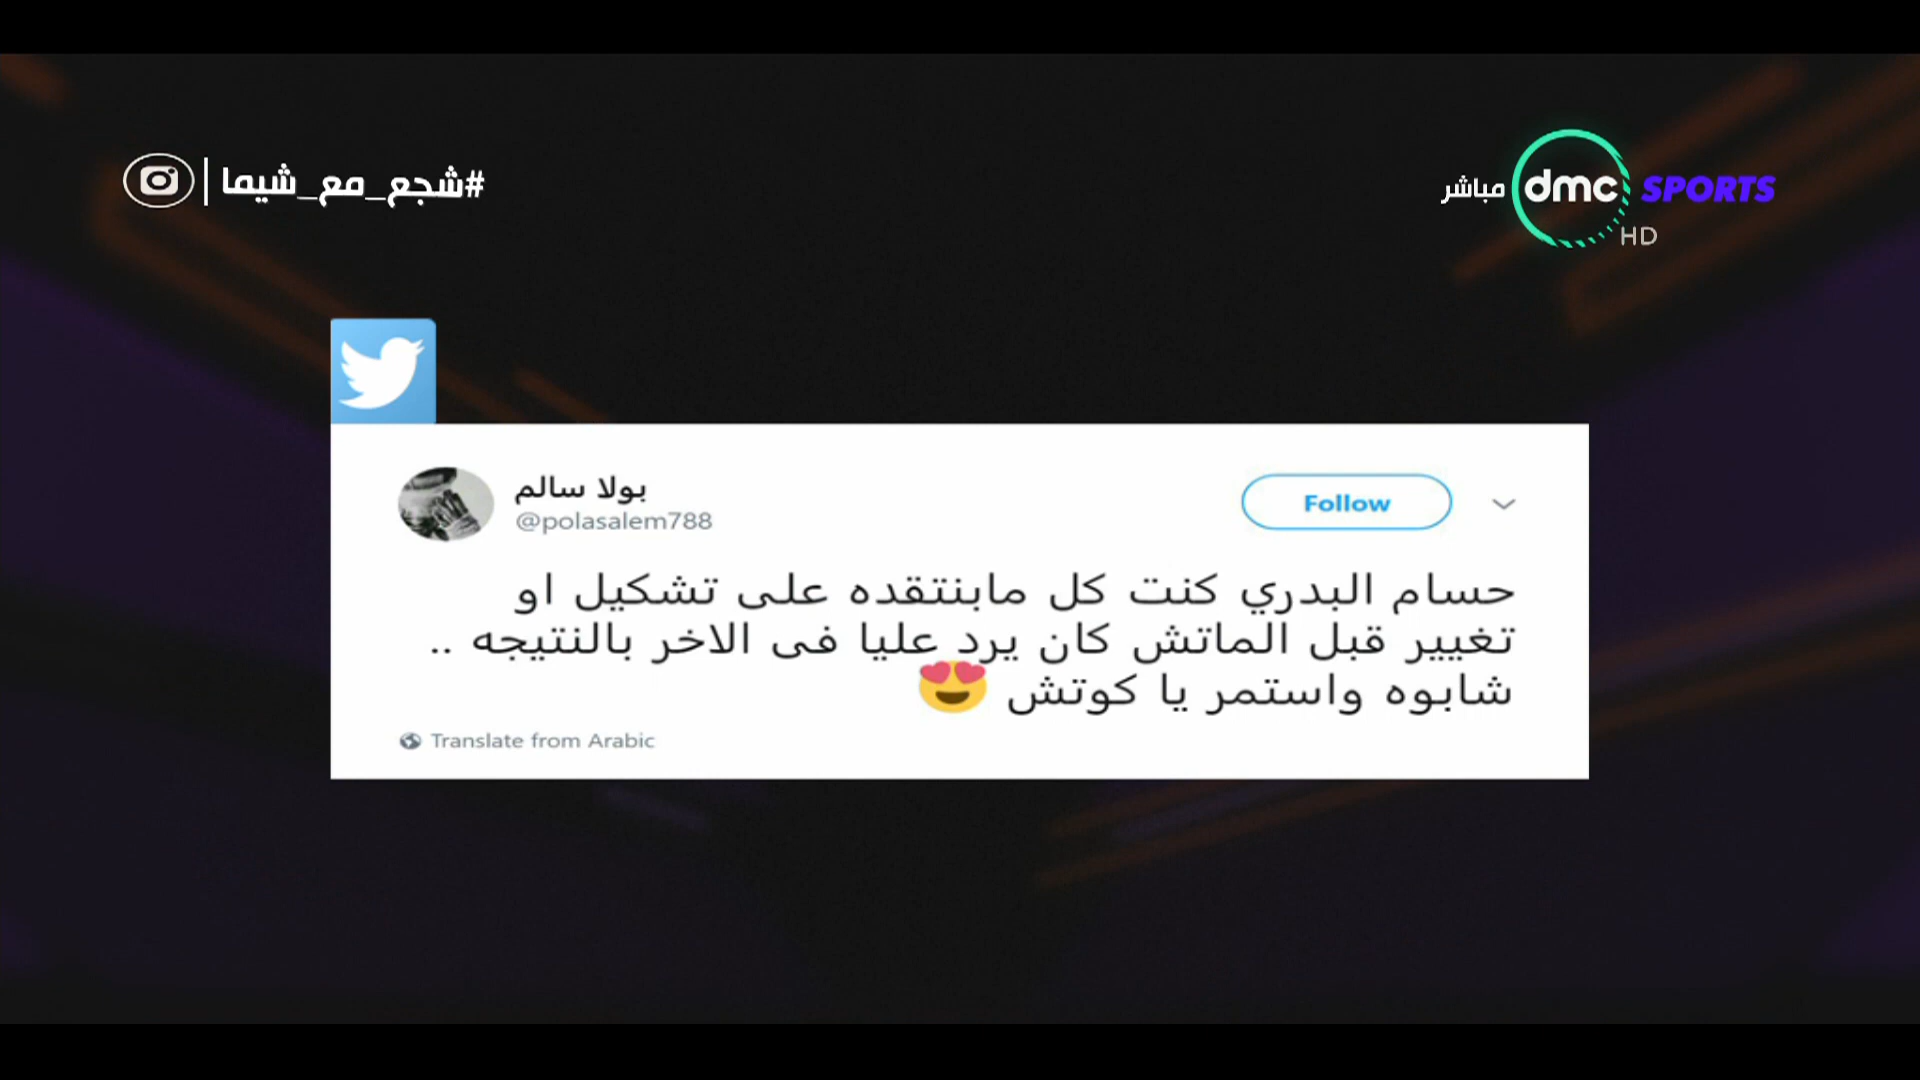 #شجع_مع_شيما
مباشر dmc SPORTS
HD
بولا سالم
@polasalem788
Follow
حسام البدري كنت كل مابنتقده على تشكيل او
تغيير قبل الماتش كان يرد عليا فى الاخر بالنتيجه ..
شابوه واستمر يا كوتش 😍
Translate from Arabic